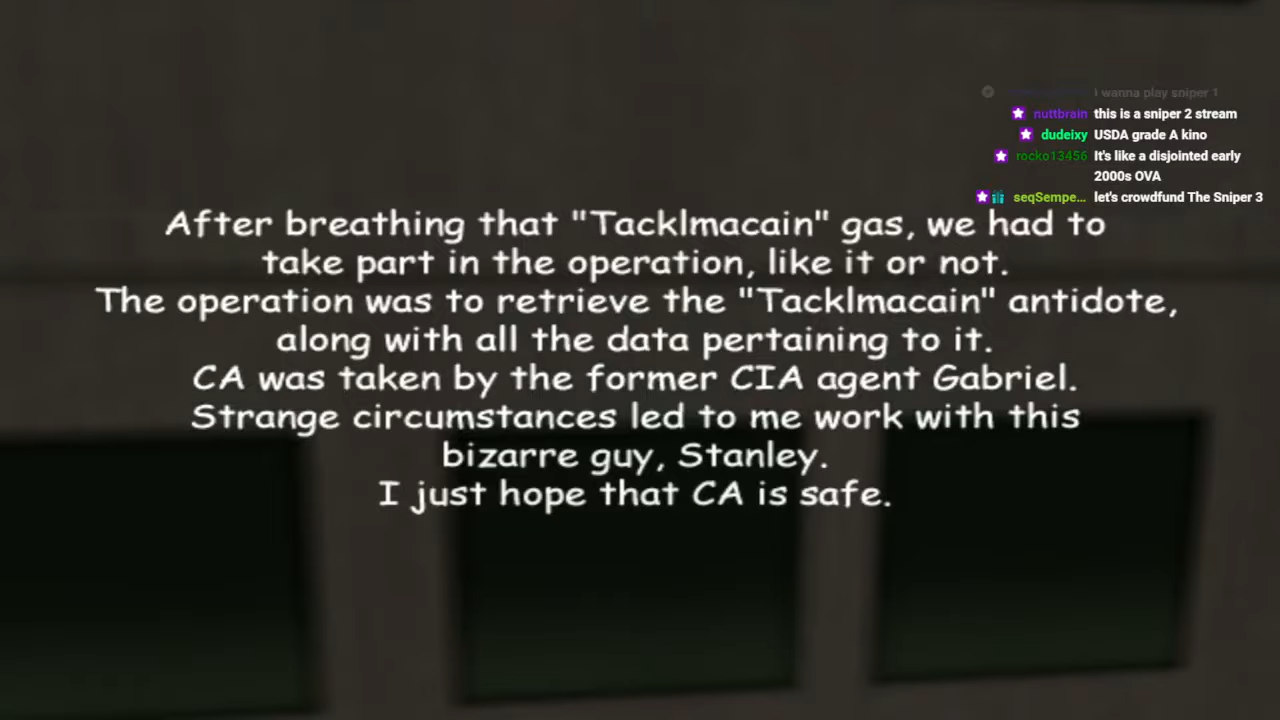 i wanna play sniper 1
nuttbrain this is a sniper 2 stream
dudeixy USDA grade A kino
rocko13456 It's like a disjointed early
2000s OVA
seqSempe... let's crowdfund The Sniper 3
After breathing that "Tacklmacain" gas, we had to
take part in the operation, like it or not.
The operation was to retrieve the "Tacklmacain" antidote,
along with all the data pertaining to it.
CA was taken by the former CIA agent Gabriel.
Strange circumstances led to me work with this
bizarre guy, Stanley.
I just hope that CA is safe.